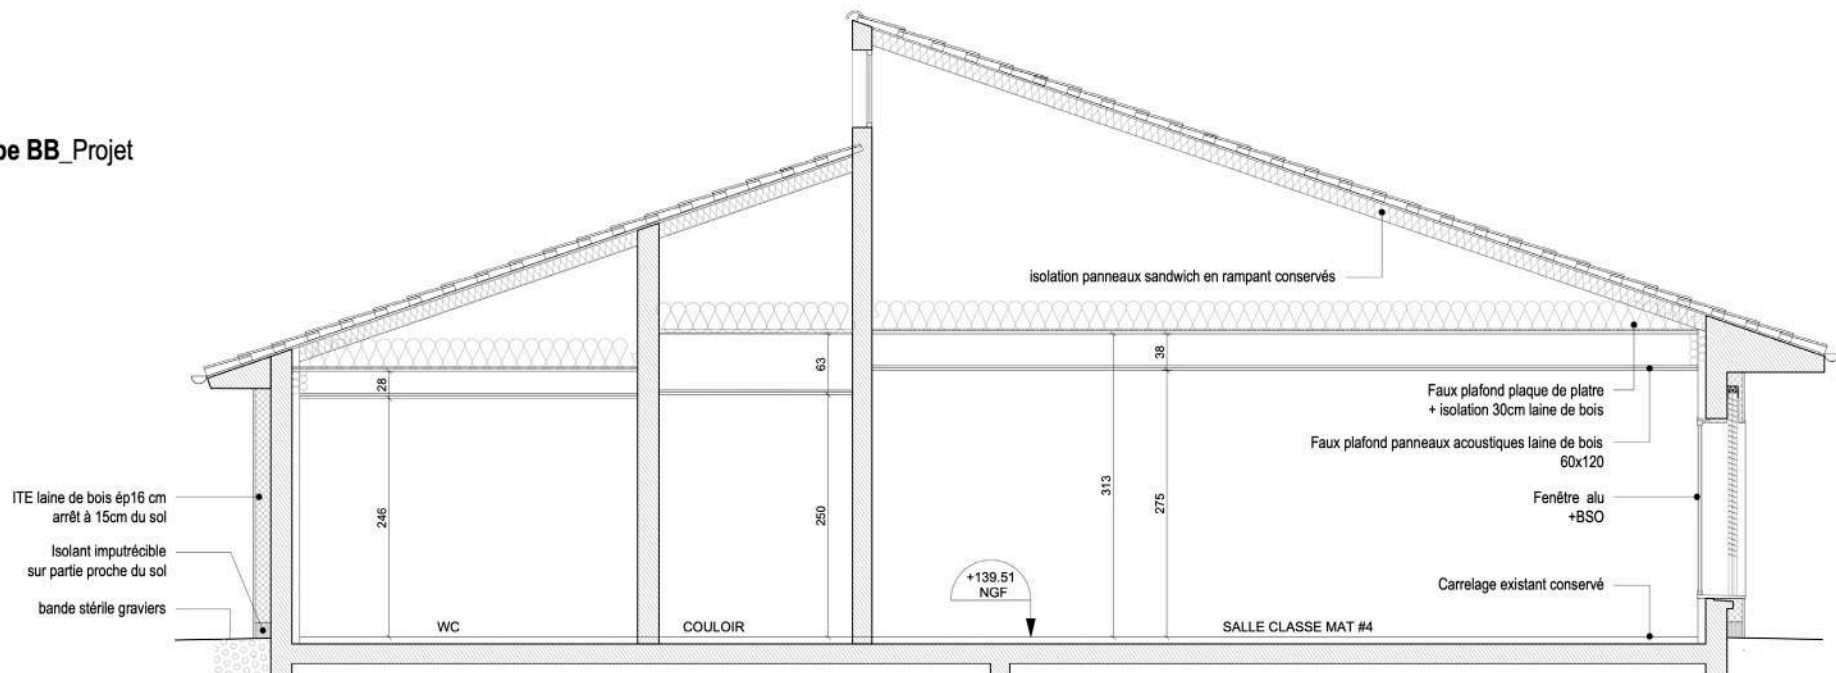 pe BB_Projet
isolation panneaux sandwich en rampant conservés
63
38
28
Faux plafond plaque de platre
+ isolation 30cm laine de bois
Faux plafond panneaux acoustiques laine de bois
60x120
313
275
ITE laine de bois ép16 cm
arrêt à 15cm du sol
Fenêtre alu
+BSO
246
250
Isolant imputrécible
sur partie proche du sol
+139.51
NGF
Carrelage existant conservé
bande stérile graviers
WC
COULOIR
SALLE CLASSE MAT #4